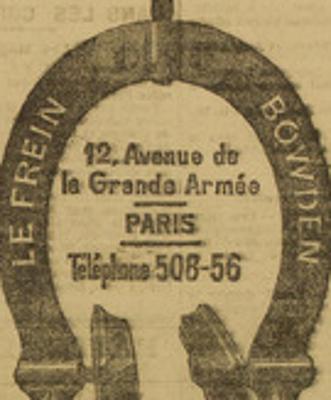 LE FREIN
BOWDEN
12, Avenue de
la Grande Armée
PARIS
Téléphone 508-56